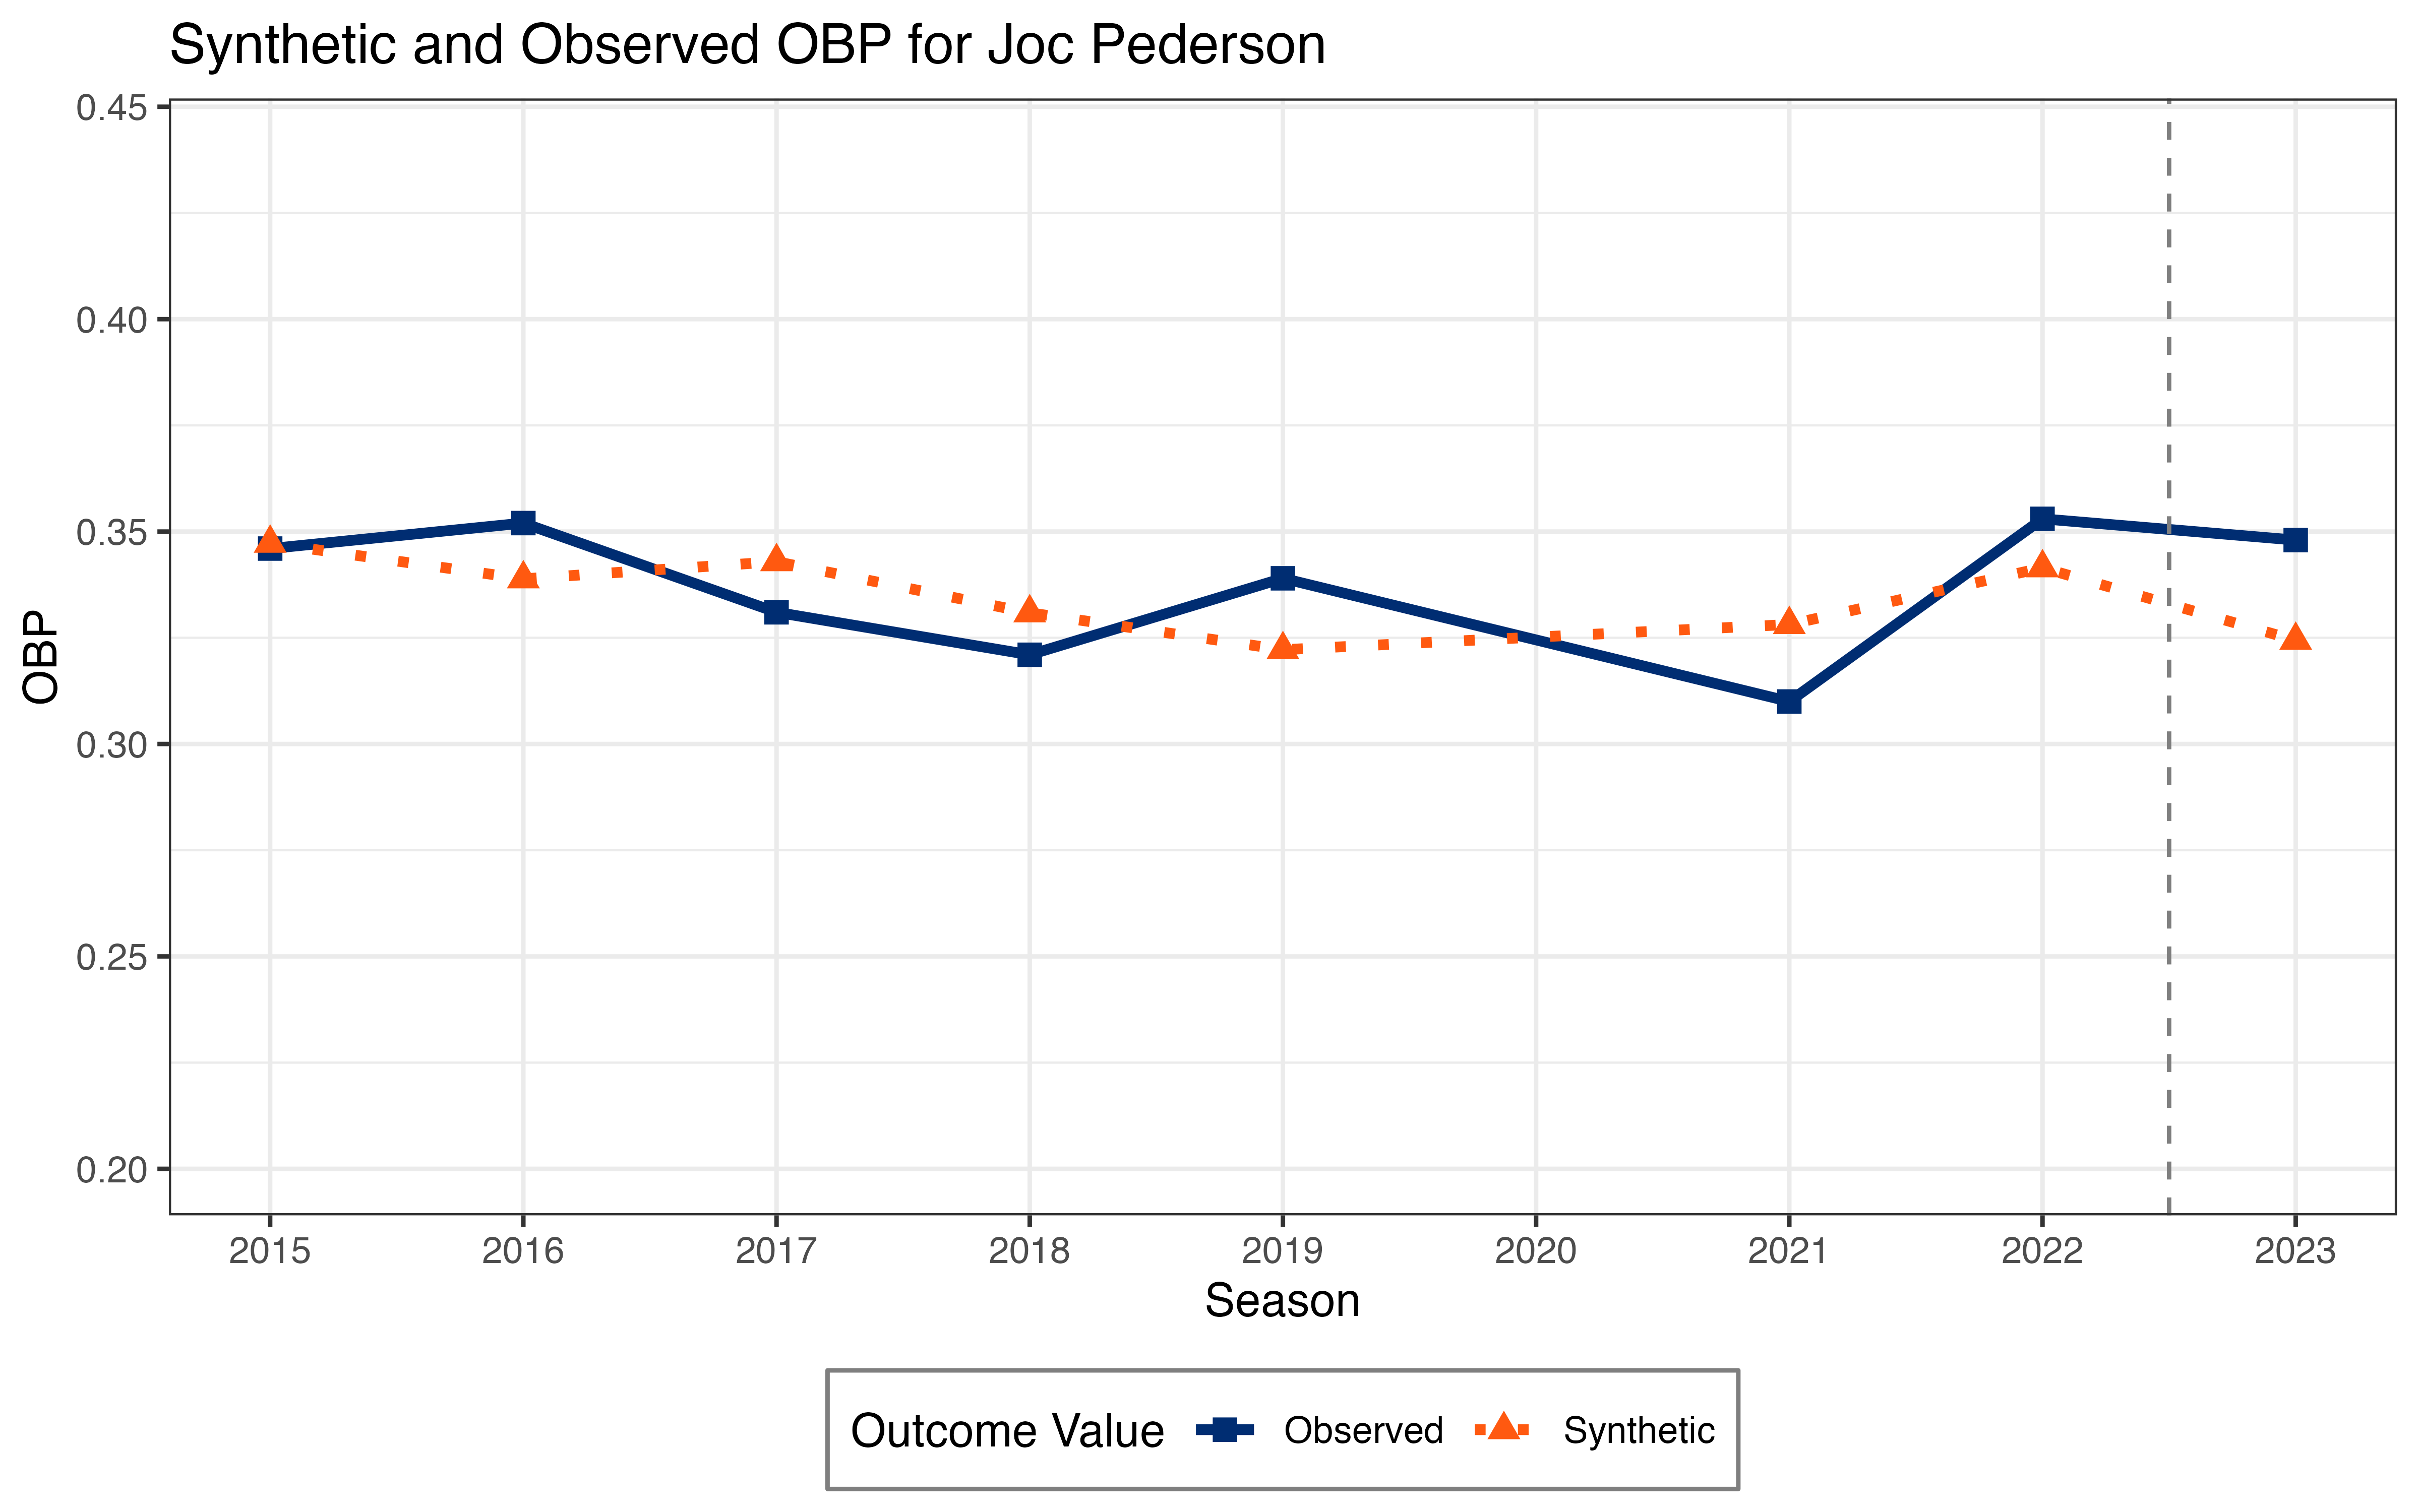 Synthetic and Observed OBP for Joc Pederson
0.45
0.40
0.35
0.30
0.25
0.20
OBP
2015 2016 2017 2018 2019 2020 2021 2022 2023
Season
Outcome Value Observed Synthetic